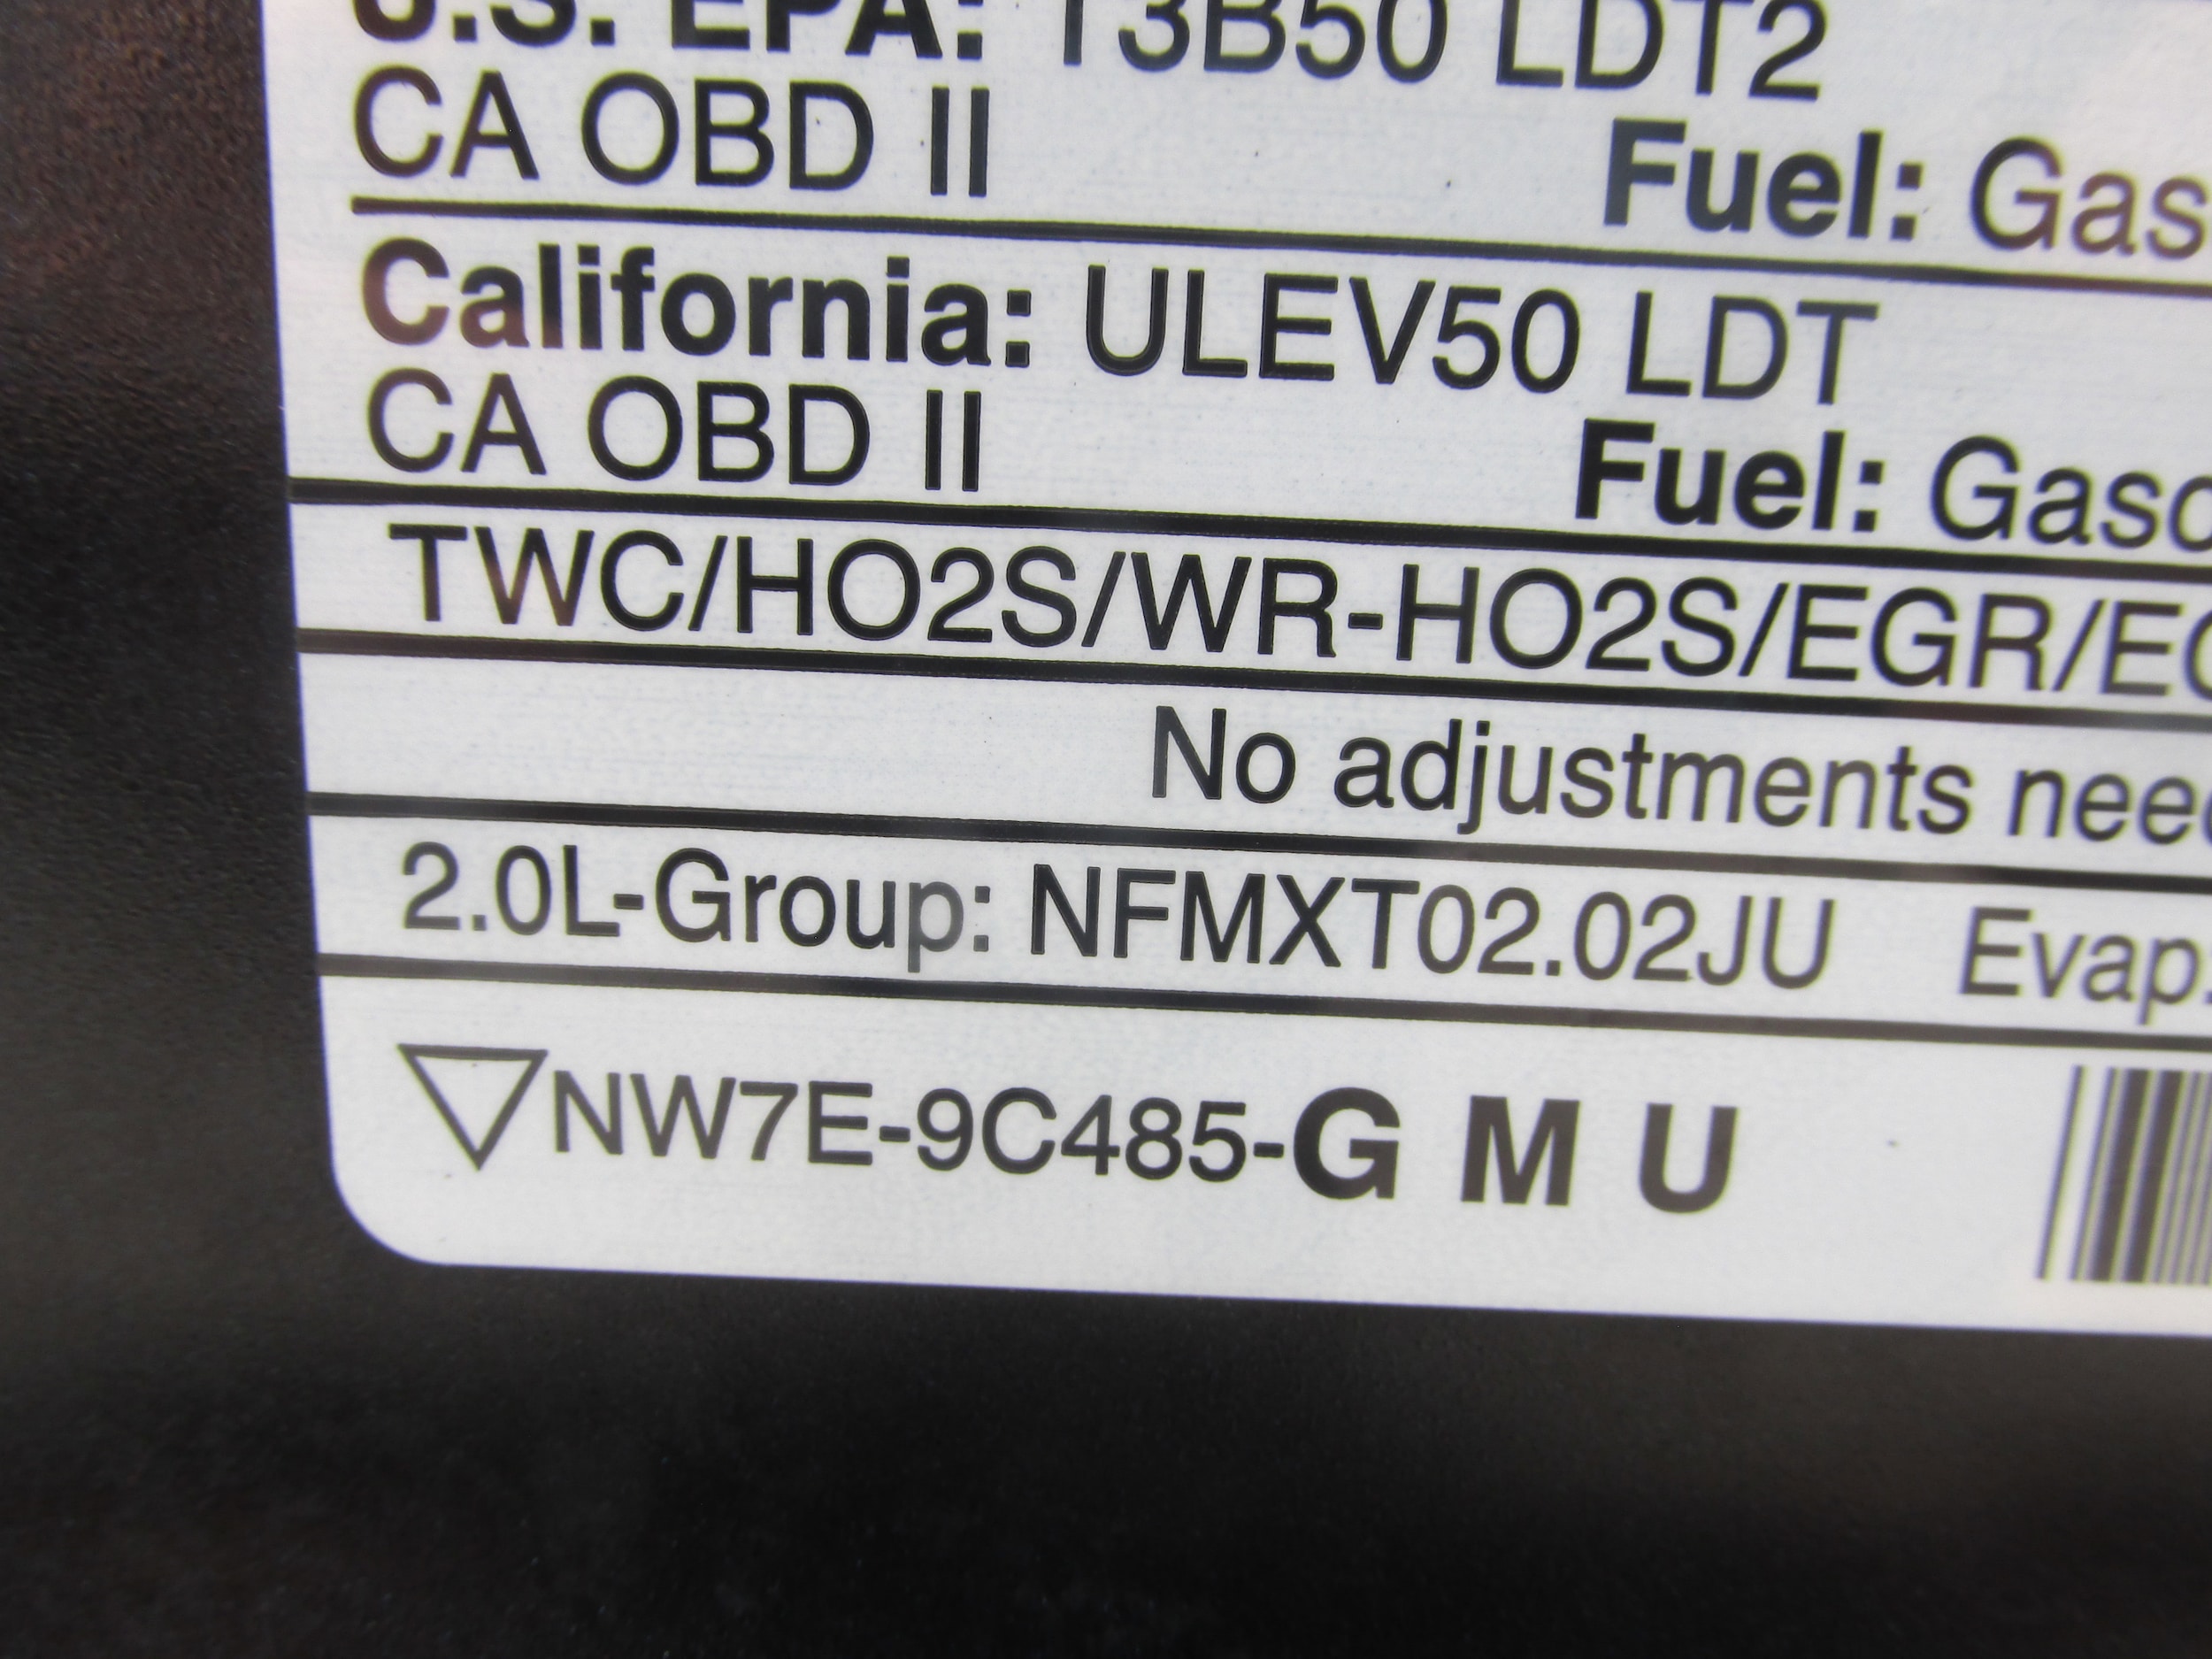 U.S. EPA: T3B50 LDT2
CA OBD II Fuel: Gas
California: ULEV50 LDT
CA OBD II Fuel: Gaso
TWC/HO2S/WR-HO2S/EGR/
No adjustments nee
2.0L-Group: NFMXT02.02JU Evap:
NW7E-9C485-G M U